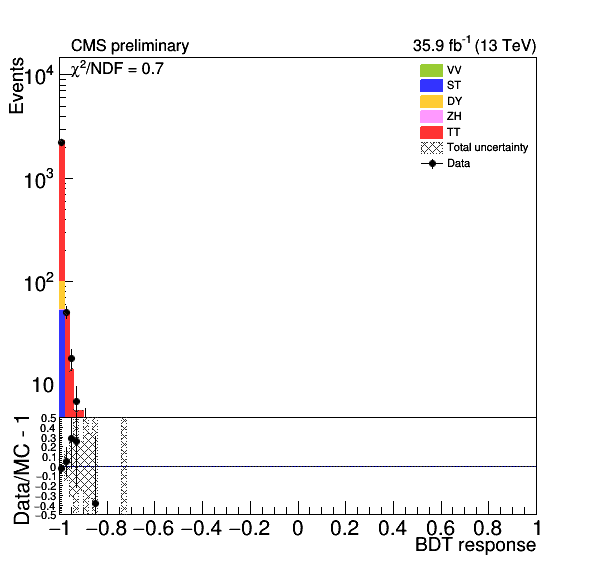 CMS preliminary 35.9 fb⁻¹ (13 TeV)
χ²/NDF = 0.7
Events
10⁴
10³
10²
10
VV
ST
DY
ZH
TT
Total uncertainty
Data
Data/MC - 1
0.5
0.4
0.3
0.2
0.1
0
−0.1
−0.2
−0.3
−0.4
−0.5
−1 −0.8 −0.6 −0.4 −0.2 0 0.2 0.4 0.6 0.8 1
BDT response